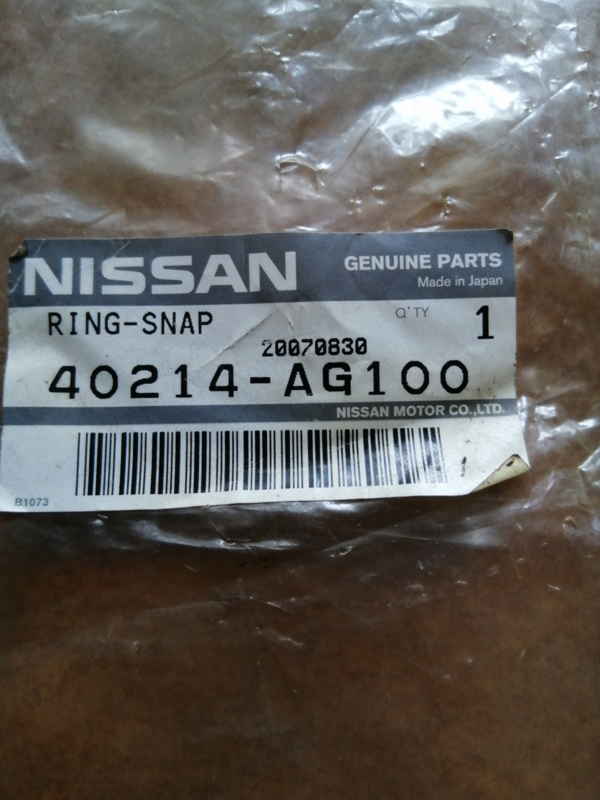 NISSAN GENUINE PARTS
Made in Japan
RING-SNAP Q'TY 1
20070830
40214-AG100
NISSAN MOTOR CO.,LTD.
B1073